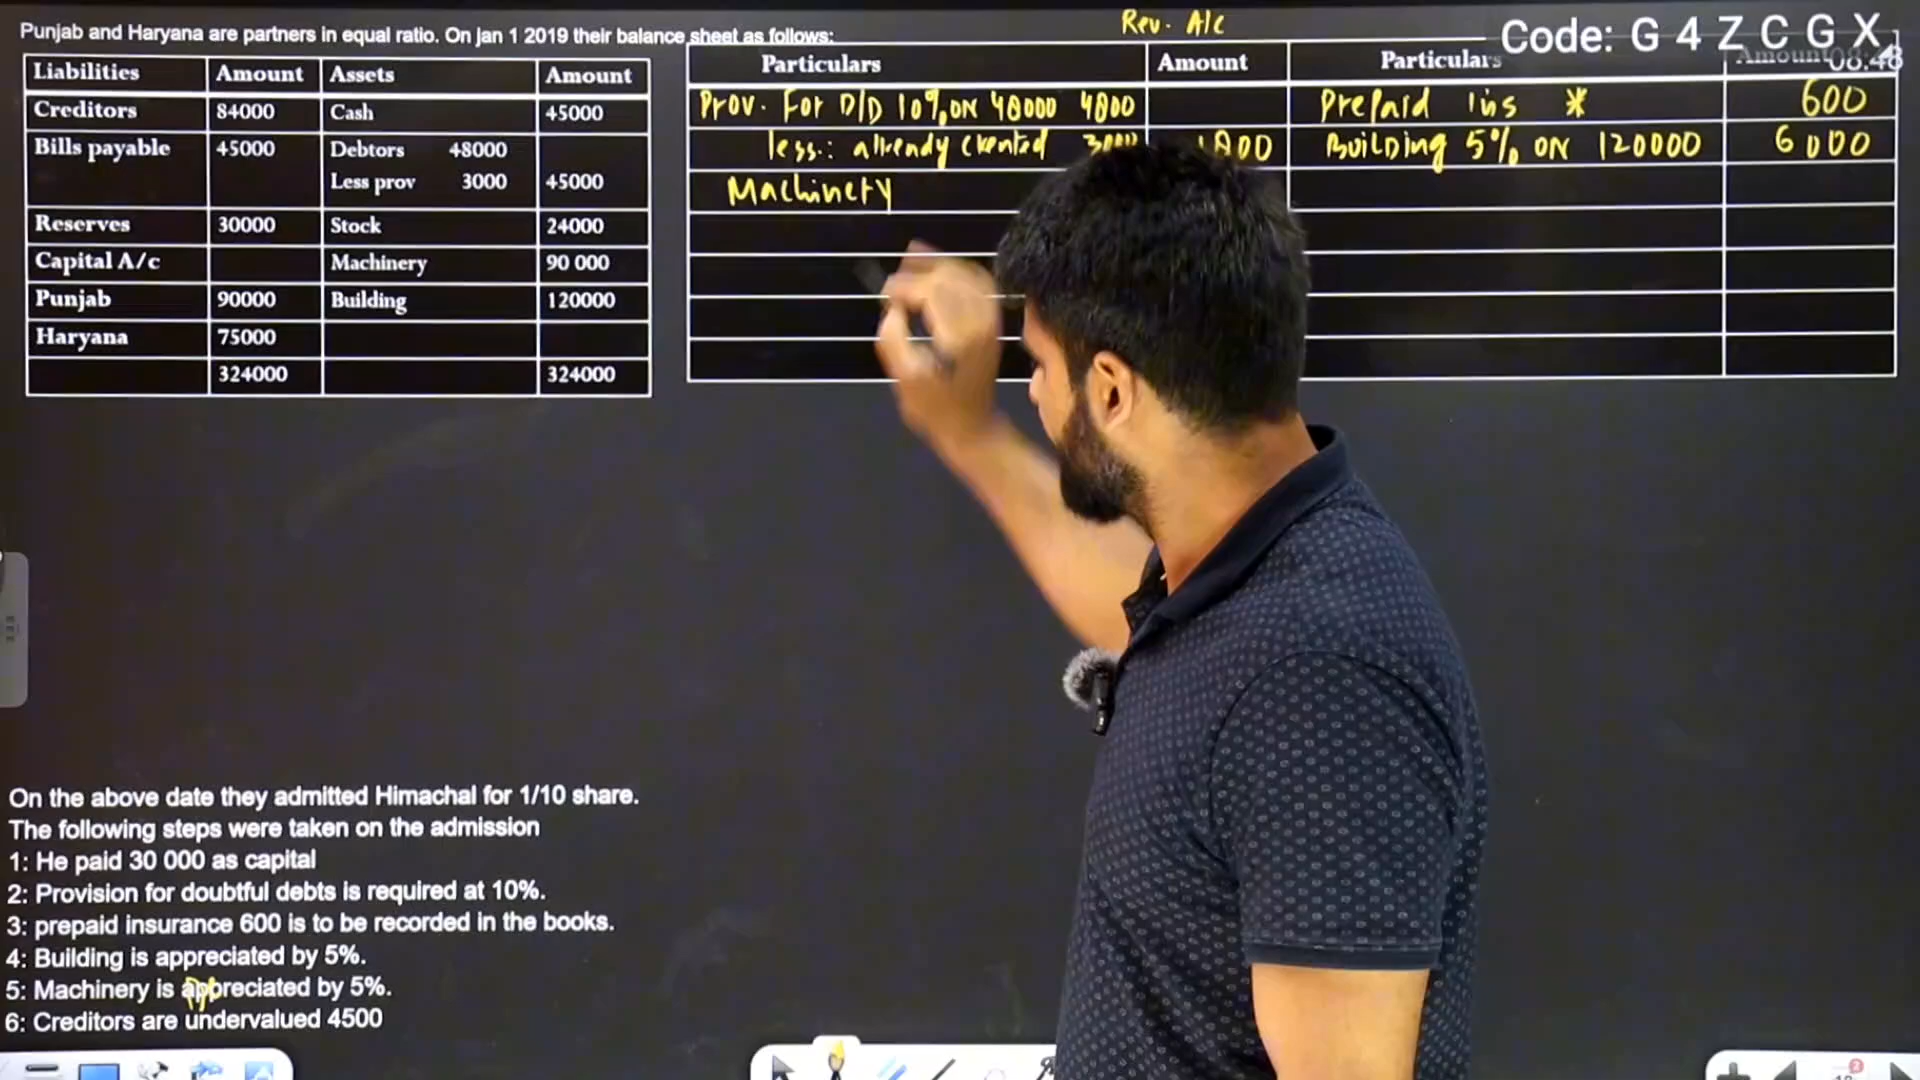 Punjab and Haryana are partners in equal ratio. On jan 1 2019 their balance sheet as follows:
Liabilities Amount Assets Amount
Creditors 84000 Cash 45000
Bills payable 45000 Debtors 48000
Less prov 3000 45000
Reserves 30000 Stock 24000
Capital A/c Machinery 90 000
Punjab 90000 Building 120000
Haryana 75000
324000 324000
Rev. A/c
Code: G 4 Z C G X
08:48
Particulars Amount Particulars Amount
Prov. For D/D 10% ON 48000 4800 Prepaid Ins * 600
less: already created 3000 1800 Building 5% ON 120000 6000
Machinery
On the above date they admitted Himachal for 1/10 share.
The following steps were taken on the admission
1: He paid 30 000 as capital
2: Provision for doubtful debts is required at 10%.
3: prepaid insurance 600 is to be recorded in the books.
4: Building is appreciated by 5%.
5: Machinery is appreciated by 5%.
6: Creditors are undervalued 4500